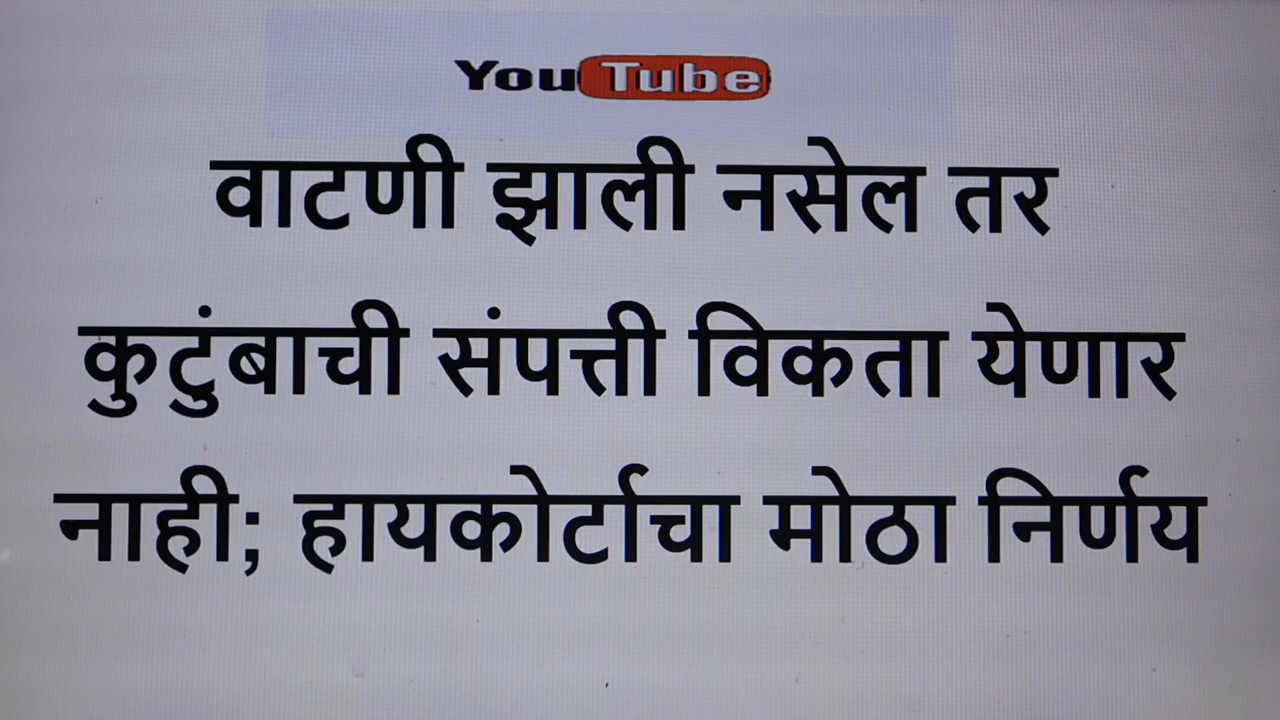 YouTube
वाटणी झाली नसेल तर
कुटुंबाची संपत्ती विकता येणार
नाही; हायकोर्टाचा मोठा निर्णय